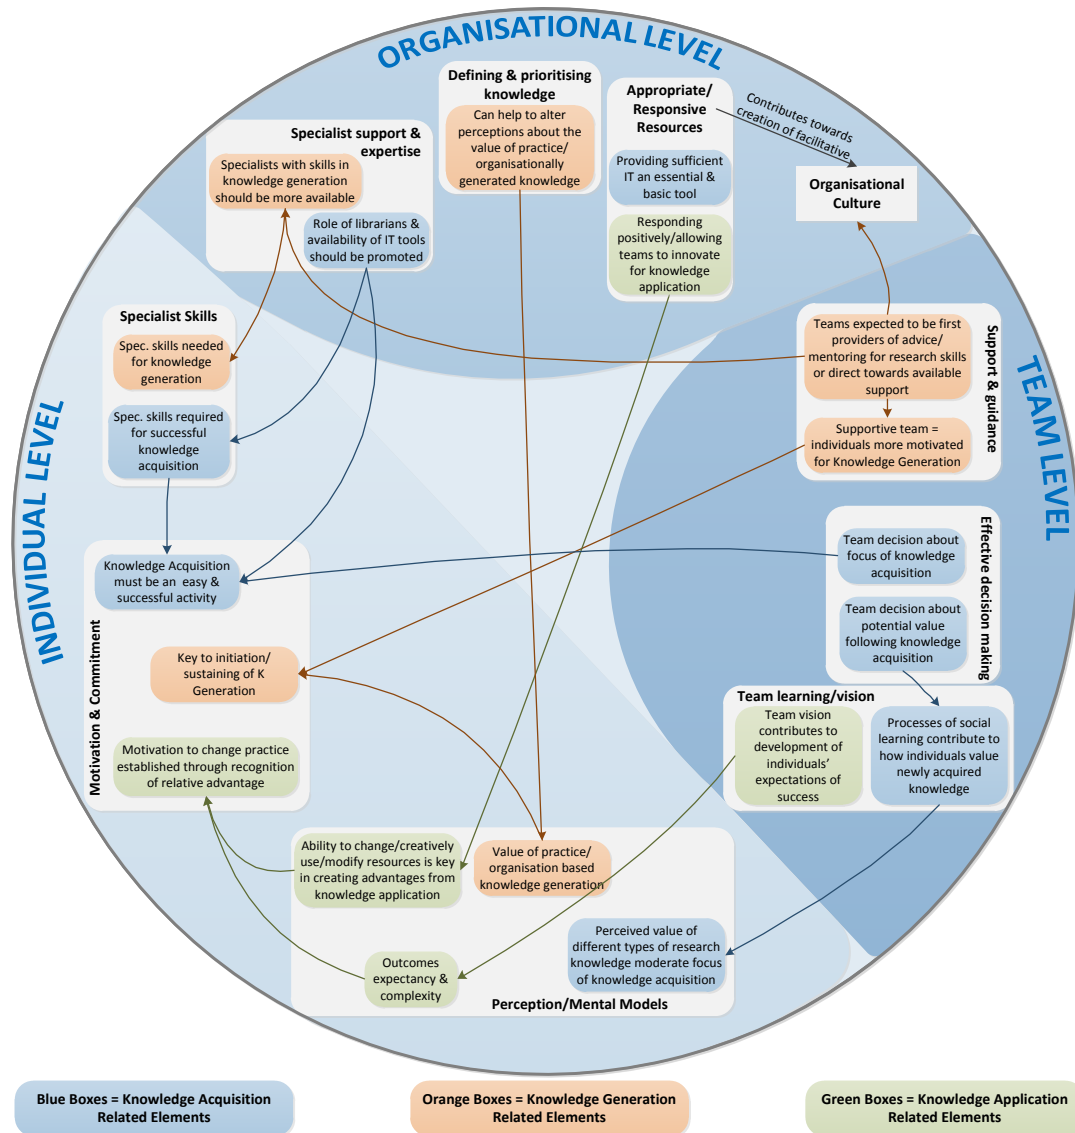 ORGANISATIONAL LEVEL
Defining & prioritising
knowledge
Can help to alter
perceptions about the
value of practice/
organisationally
generated knowledge
Appropriate/
Responsive
Resources
Providing sufficient
IT an essential &
basic tool
Responding
positively/allowing
teams to innovate
for knowledge
application
Contributes towards
creation of facilitative
Organisational
Culture
Specialist support &
expertise
Specialists with skills in
knowledge generation
should be more available
Role of librarians &
availability of IT tools
should be promoted
INDIVIDUAL LEVEL
Specialist Skills
Spec. skills needed
for knowledge
generation
Spec. skills required
for successful
knowledge
acquisition
TEAM LEVEL
Support & guidance
Teams expected to be first
providers of advice/
mentoring for research skills
or direct towards available
support
Supportive team =
individuals more motivated
for Knowledge Generation
Effective decision making
Team decision about
focus of knowledge
acquisition
Team decision about
potential value
following knowledge
acquisition
Motivation & Commitment
Knowledge Acquisition
must be an  easy &
successful activity
Key to initiation/
sustaining of K
Generation
Motivation to change practice
established through recognition
of relative advantage
Team learning/vision
Team vision
contributes to
development of
individuals’
expectations of
success
Processes of social
learning contribute to
how individuals value
newly acquired
knowledge
Ability to change/creatively
use/modify resources is key
in creating advantages from
knowledge application
Value of practice/
organisation based
knowledge generation
Perceived value of
different types of research
knowledge moderate focus
of knowledge acquisition
Outcomes
expectancy &
complexity
Perception/Mental Models
Blue Boxes = Knowledge Acquisition
Related Elements
Orange Boxes = Knowledge Generation
Related Elements
Green Boxes = Knowledge Application
Related Elements